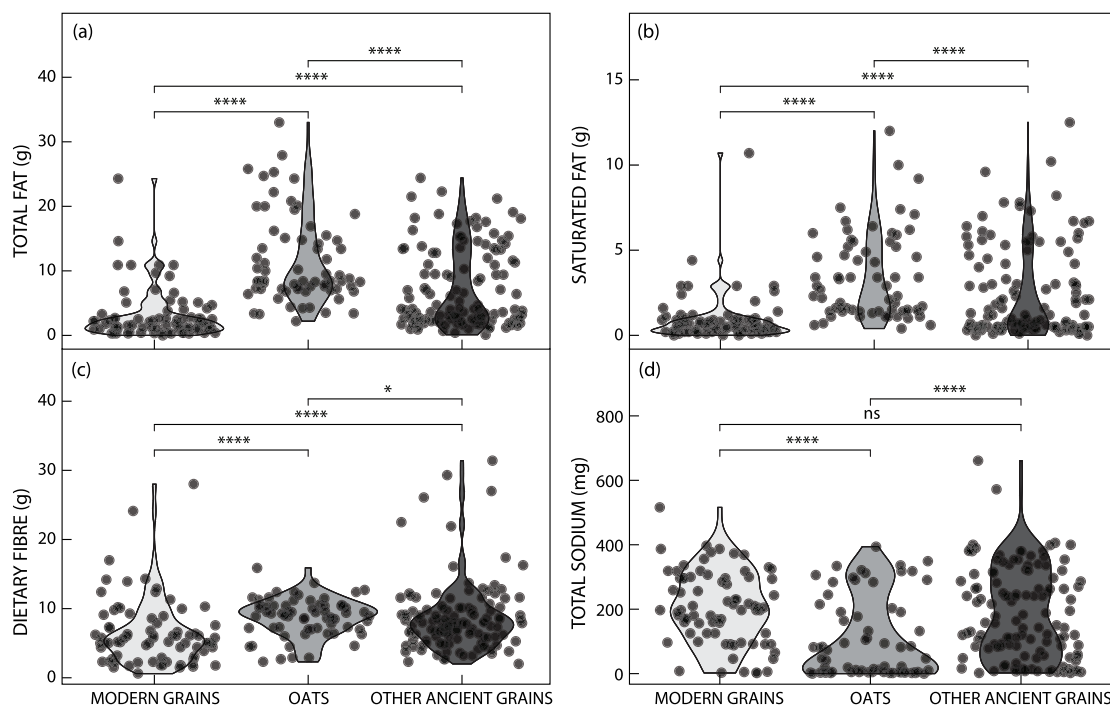 (a)
TOTAL FAT (g)
40
30
20
10
0
****
****
****
(b)
SATURATED FAT (g)
15
10
5
0
****
****
****
(c)
DIETARY FIBRE (g)
40
30
20
10
0
*
****
****
MODERN GRAINS OATS OTHER ANCIENT GRAINS
(d)
TOTAL SODIUM (mg)
800
600
400
200
0
****
ns
****
MODERN GRAINS OATS OTHER ANCIENT GRAINS